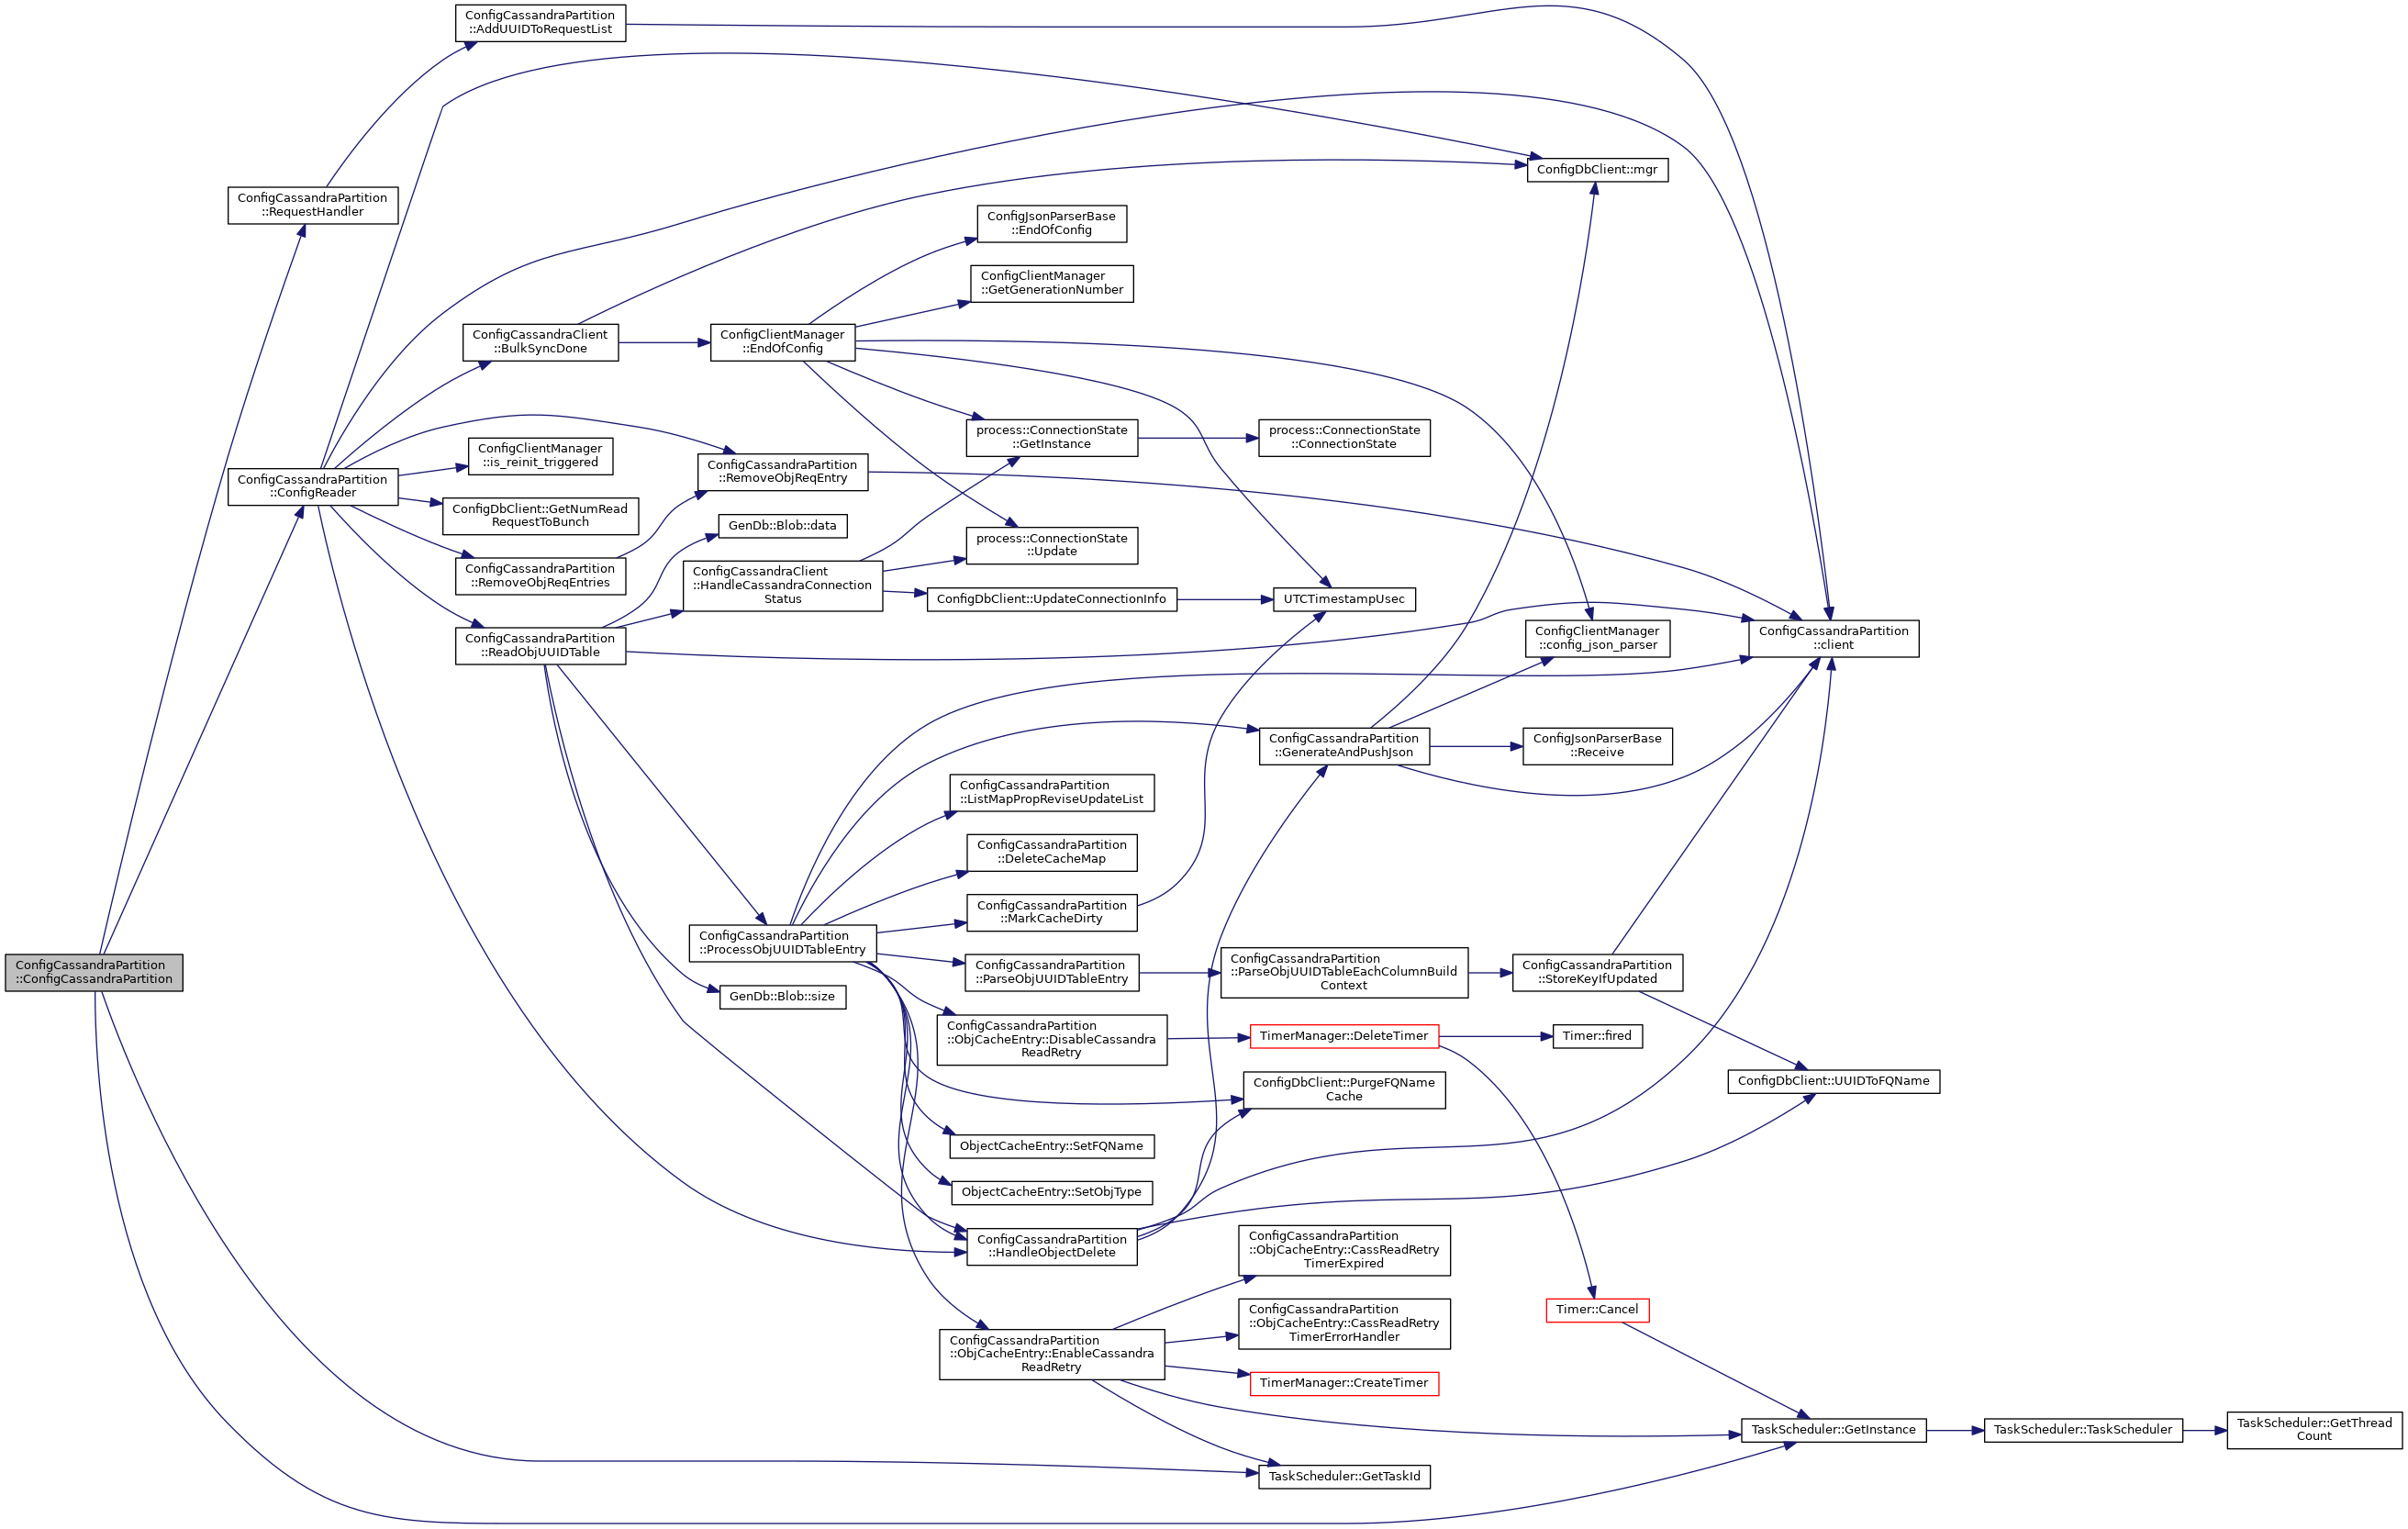 ConfigCassandraPartition
::AddUUIDToRequestList
ConfigDbClient::mgr
ConfigCassandraPartition
::RequestHandler
ConfigJsonParserBase
::EndOfConfig
ConfigClientManager
::GetGenerationNumber
ConfigCassandraClient
::BulkSyncDone
ConfigClientManager
::EndOfConfig
process::ConnectionState
::GetInstance
process::ConnectionState
::ConnectionState
ConfigClientManager
::is_reinit_triggered
ConfigCassandraPartition
::RemoveObjReqEntry
ConfigCassandraPartition
::ConfigReader
ConfigDbClient::GetNumRead
RequestToBunch
GenDb::Blob::data
process::ConnectionState
::Update
ConfigCassandraPartition
::RemoveObjReqEntries
ConfigCassandraClient
::HandleCassandraConnection
Status
ConfigDbClient::UpdateConnectionInfo
UTCTimestampUsec
ConfigCassandraPartition
::ReadObjUUIDTable
ConfigClientManager
::config_json_parser
ConfigCassandraPartition
::client
ConfigCassandraPartition
::GenerateAndPushJson
ConfigJsonParserBase
::Receive
ConfigCassandraPartition
::ListMapPropReviseUpdateList
ConfigCassandraPartition
::DeleteCacheMap
ConfigCassandraPartition
::MarkCacheDirty
ConfigCassandraPartition
::ProcessObjUUIDTableEntry
ConfigCassandraPartition
::ConfigCassandraPartition
ConfigCassandraPartition
::ParseObjUUIDTableEntry
ConfigCassandraPartition
::ParseObjUUIDTableEachColumnBuild
Context
ConfigCassandraPartition
::StoreKeyIfUpdated
GenDb::Blob::size
ConfigCassandraPartition
::ObjCacheEntry::DisableCassandra
ReadRetry
TimerManager::DeleteTimer
Timer::fired
ConfigDbClient::PurgeFQName
Cache
ConfigDbClient::UUIDToFQName
ObjectCacheEntry::SetFQName
ObjectCacheEntry::SetObjType
ConfigCassandraPartition
::HandleObjectDelete
ConfigCassandraPartition
::ObjCacheEntry::CassReadRetry
TimerExpired
ConfigCassandraPartition
::ObjCacheEntry::CassReadRetry
TimerErrorHandler
Timer::Cancel
ConfigCassandraPartition
::ObjCacheEntry::EnableCassandra
ReadRetry
TimerManager::CreateTimer
TaskScheduler::GetInstance
TaskScheduler::TaskScheduler
TaskScheduler::GetThread
Count
TaskScheduler::GetTaskId